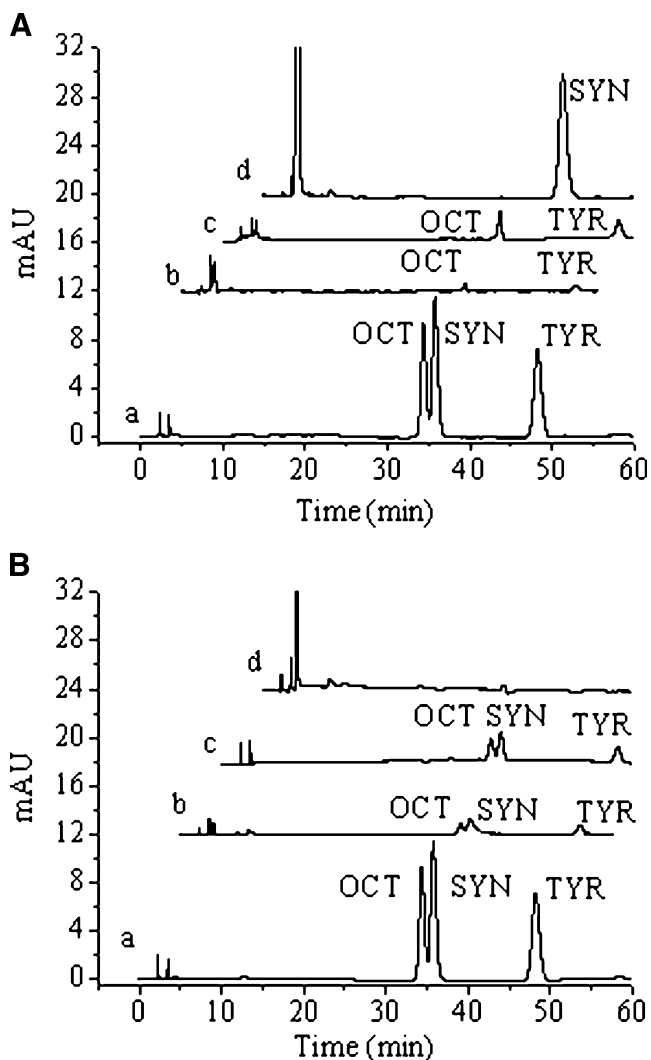 A
32
28
24
20
16
12
8
4
0
mAU
d
SYN
c
OCT
TYR
b
OCT
TYR
a
OCT
SYN
TYR
0 10 20 30 40 50 60
Time (min)
B
32
28
24
20
16
12
8
4
0
mAU
d
c
OCT SYN
TYR
b
OCT
SYN
TYR
a
OCT
SYN
TYR
0 10 20 30 40 50 60
Time (min)